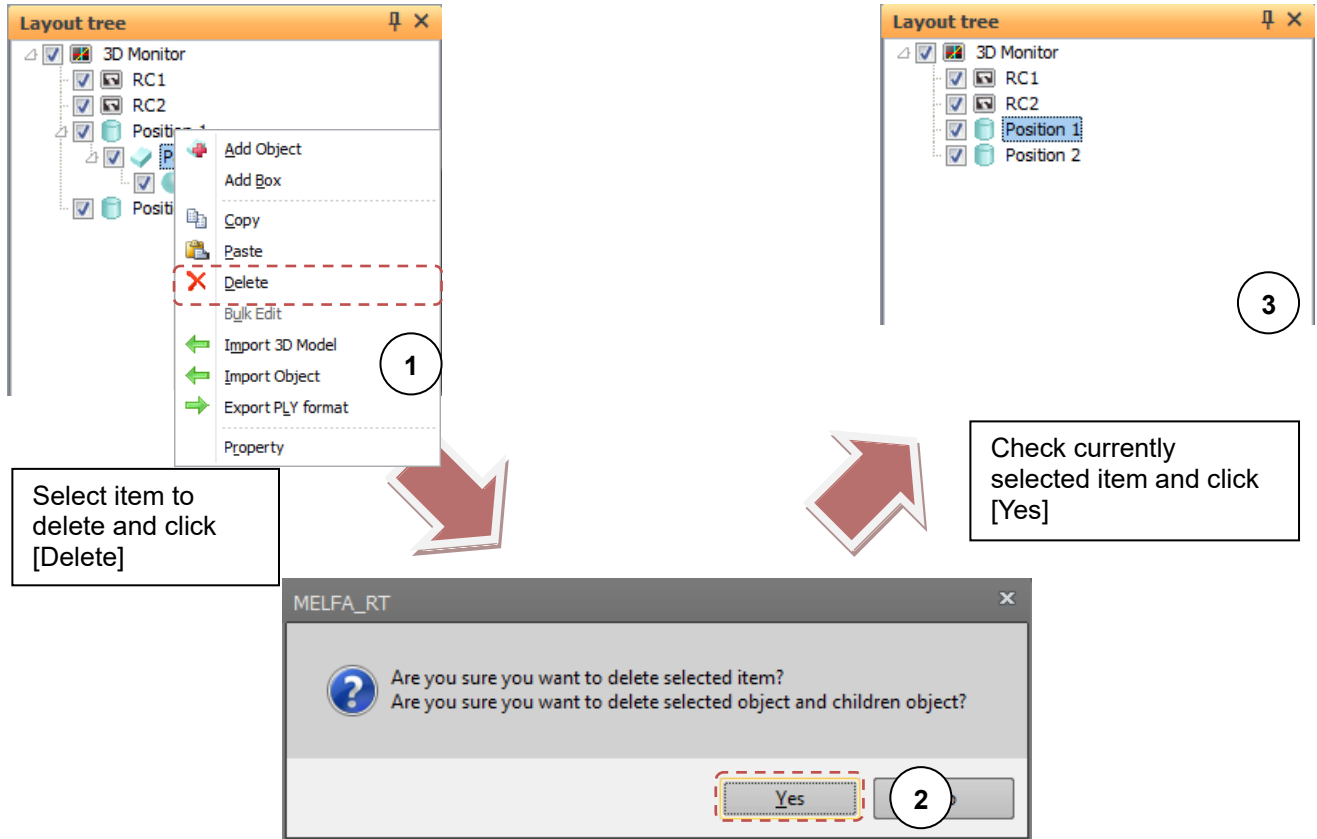 Layout tree
3D Monitor
RC1
RC2
Position 1
P
Positi
Add Object
Add Box
Copy
Paste
Delete
Bulk Edit
Import 3D Model
Import Object
Export PLY format
Property
1
Select item to
delete and click
[Delete]
MELFA_RT
Are you sure you want to delete selected item?
Are you sure you want to delete selected object and children object?
Yes
2
Layout tree
3D Monitor
RC1
RC2
Position 1
Position 2
3
Check currently
selected item and click
[Yes]